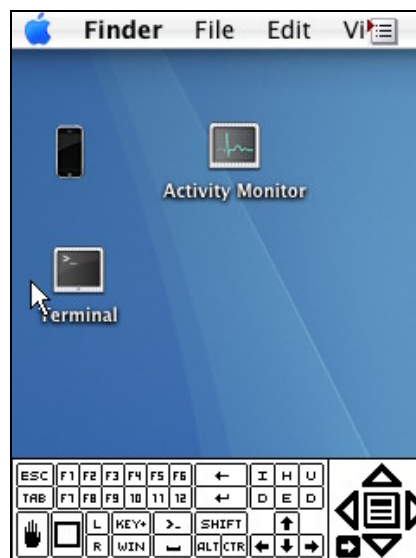 Finder File Edit Vi
Activity Monitor
>_
Terminal
ESC F1 F2 F3 F4 F5 F6 ← I H U
TAB F7 F8 F9 10 11 12 ↵ D E D
L KEY+ >_ SHIFT ↑
R WIN ALT CTR ← ↓ →